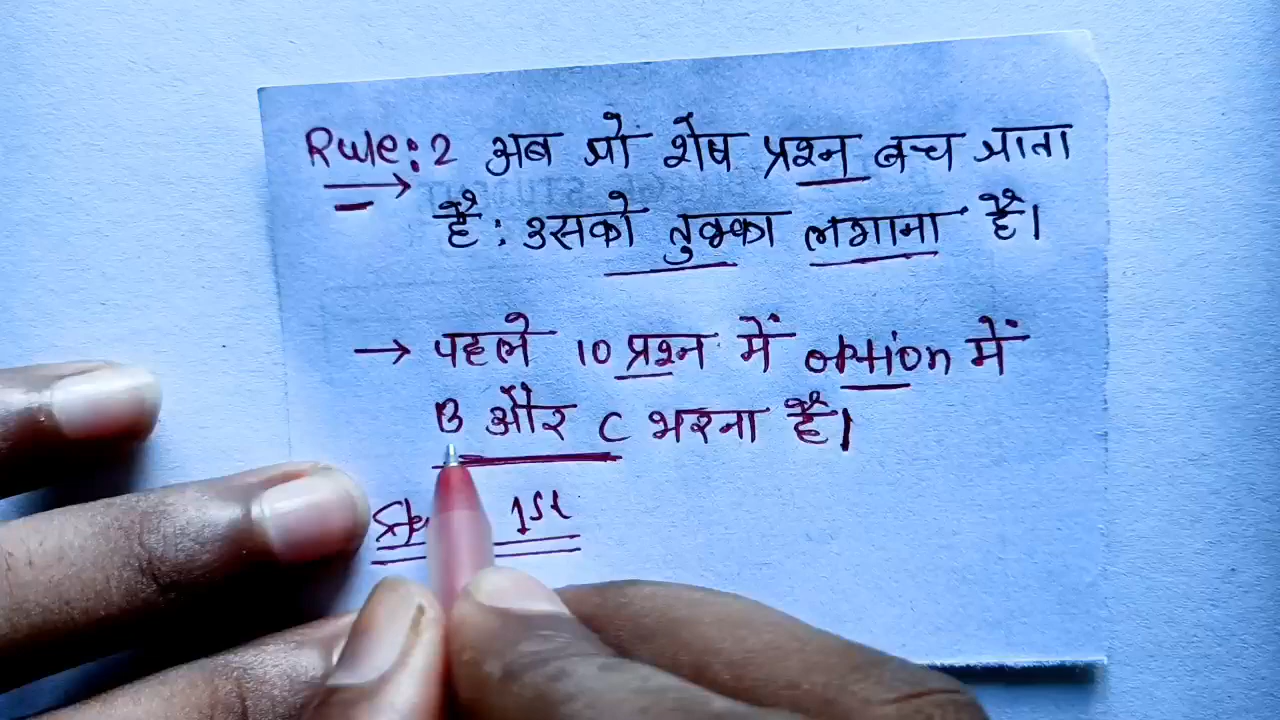 Rule:2 अब जो शेष प्रश्न बच जाता
है: उसको तुक्का लगाना है।
→ पहले 10 प्रश्न में option में
B और C भरना है।
1st